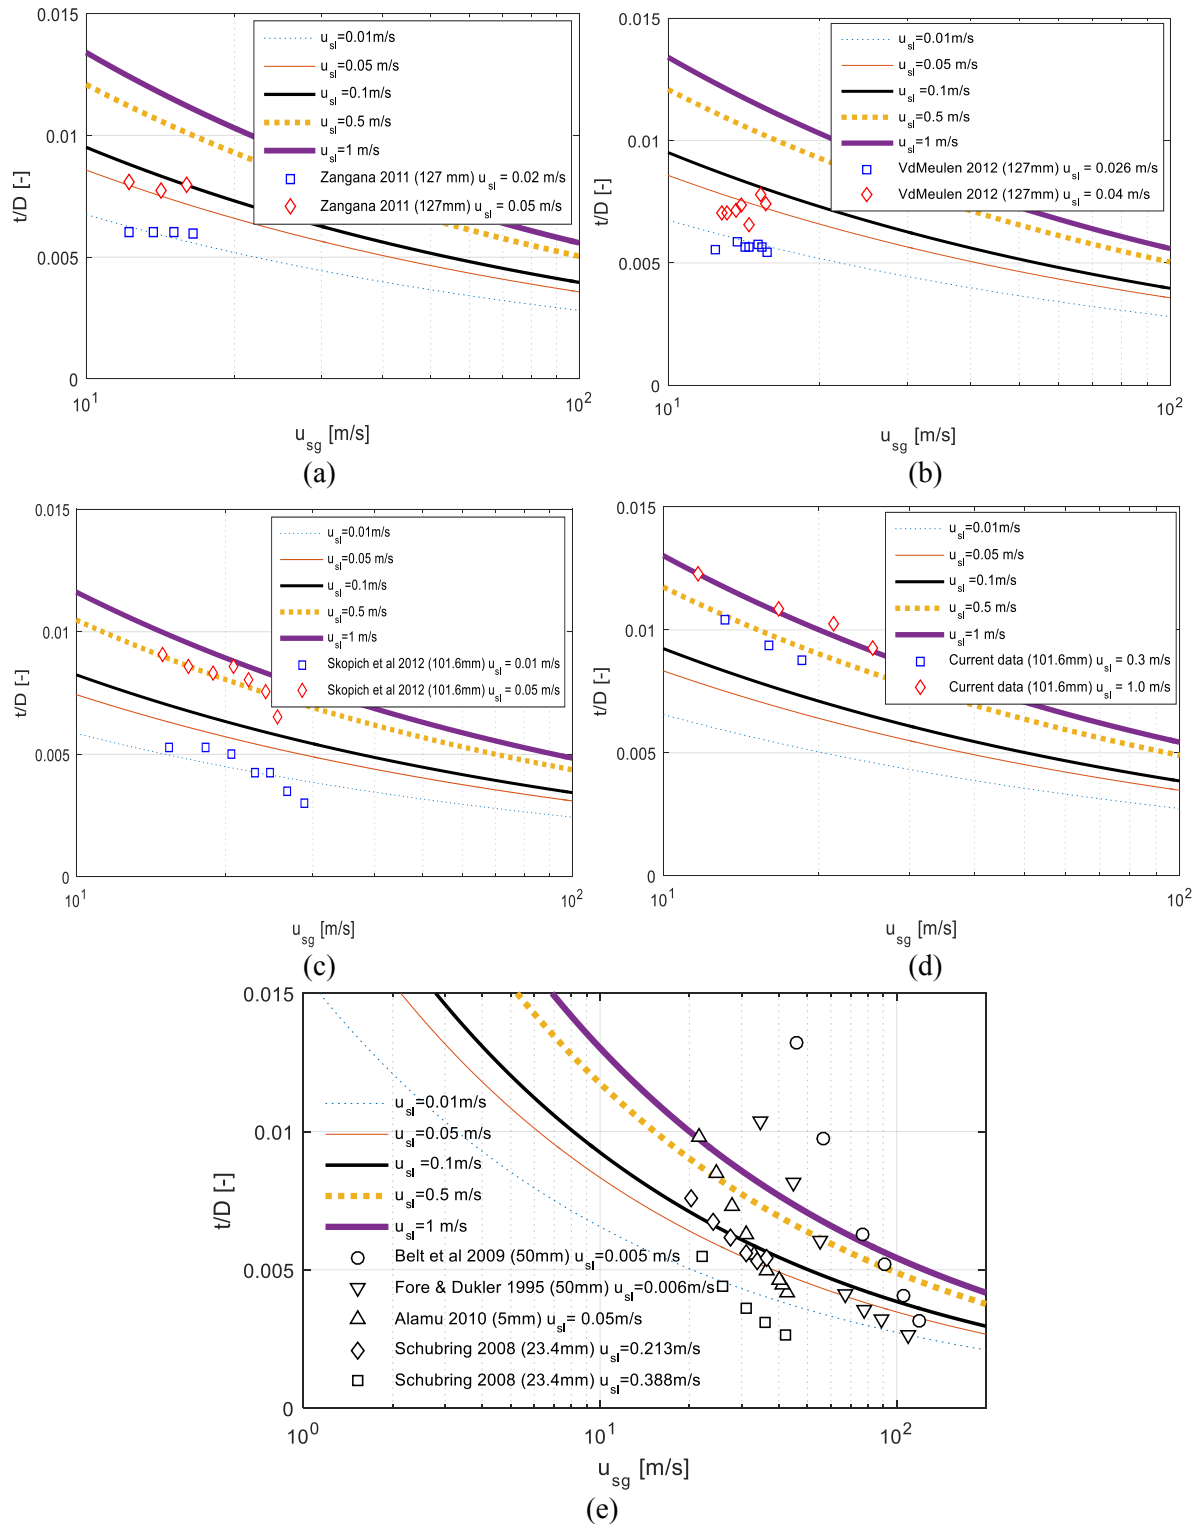 0.015
0.01
0.005
0
t/D [-]
10^1
10^2
u_sg [m/s]
u_sl=0.01m/s
u_sl=0.05 m/s
u_sl=0.1m/s
u_sl=0.5 m/s
u_sl=1 m/s
Zangana 2011 (127 mm) u_sl = 0.02 m/s
Zangana 2011 (127mm) u_sl = 0.05 m/s
(a)
0.015
0.01
0.005
0
t/D [-]
10^1
10^2
u_sg [m/s]
u_sl=0.01m/s
u_sl=0.05 m/s
u_sl=0.1m/s
u_sl=0.5 m/s
u_sl=1 m/s
VdMeulen 2012 (127mm) u_sl = 0.026 m/s
VdMeulen 2012 (127mm) u_sl = 0.04 m/s
(b)
0.015
0.01
0.005
0
t/D [-]
10^1
10^2
u_sg [m/s]
u_sl=0.01m/s
u_sl=0.05 m/s
u_sl =0.1m/s
u_sl=0.5 m/s
u_sl=1 m/s
Skopich et al 2012 (101.6mm) u_sl = 0.01 m/s
Skopich et al 2012 (101.6mm) u_sl = 0.05 m/s
(c)
0.015
0.01
0.005
0
t/D [-]
10^1
10^2
u_sg [m/s]
u_sl=0.01m/s
u_sl=0.05 m/s
u_sl=0.1m/s
u_sl=0.5 m/s
u_sl=1 m/s
Current data (101.6mm) u_sl = 0.3 m/s
Current data (101.6mm) u_sl = 1.0 m/s
(d)
0.015
0.01
0.005
0
t/D [-]
10^0
10^1
10^2
u_sg [m/s]
u_sl=0.01m/s
u_sl=0.05 m/s
u_sl =0.1m/s
u_sl=0.5 m/s
u_sl=1 m/s
Belt et al 2009 (50mm) u_sl=0.005 m/s
Fore & Dukler 1995 (50mm) u_sl=0.006m/s
Alamu 2010 (5mm) u_sl= 0.05m/s
Schubring 2008 (23.4mm) u_sl=0.213m/s
Schubring 2008 (23.4mm) u_sl=0.388m/s
(e)